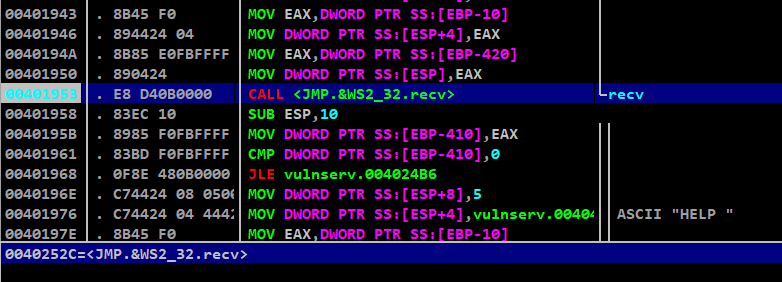 00401943 . 8B45 F0 MOV EAX,DWORD PTR SS:[EBP-10]
00401946 . 894424 04 MOV DWORD PTR SS:[ESP+4],EAX
0040194A . 8B85 E0FBFFFF MOV EAX,DWORD PTR SS:[EBP-420]
00401950 . 890424 MOV DWORD PTR SS:[ESP],EAX
00401953 . E8 D40B0000 CALL <JMP.&WS2_32.recv> recv
00401958 . 83EC 10 SUB ESP,10
0040195B . 8985 F0FBFFFF MOV DWORD PTR SS:[EBP-410],EAX
00401961 . 83BD F0FBFFFF CMP DWORD PTR SS:[EBP-410],0
00401968 . 0F8E 480B0000 JLE vulnserv.004024B6
0040196E . C74424 08 0500 MOV DWORD PTR SS:[ESP+8],5
00401976 . C74424 04 4442 MOV DWORD PTR SS:[ESP+4],vulnserv.00404 ASCII "HELP "
0040197E . 8B45 F0 MOV EAX,DWORD PTR SS:[EBP-10]
0040252C=<JMP.&WS2_32.recv>